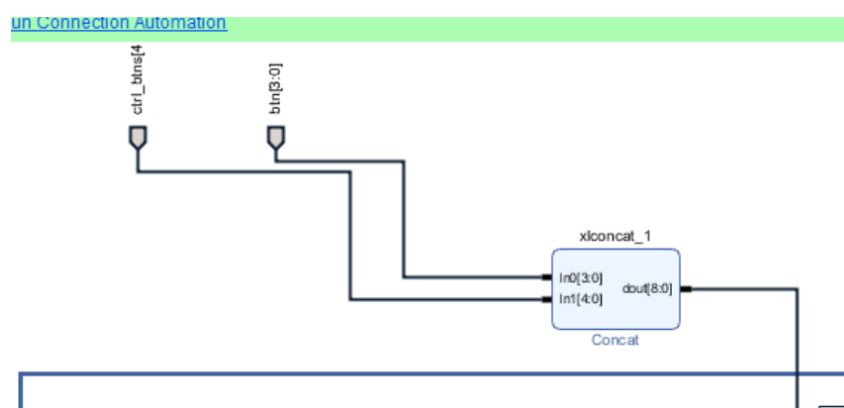 un Connection Automation
ctrl_btns[4
btn[3:0]
xlconcat_1
In0[3:0]
In1[4:0]
dout[8:0]
Concat